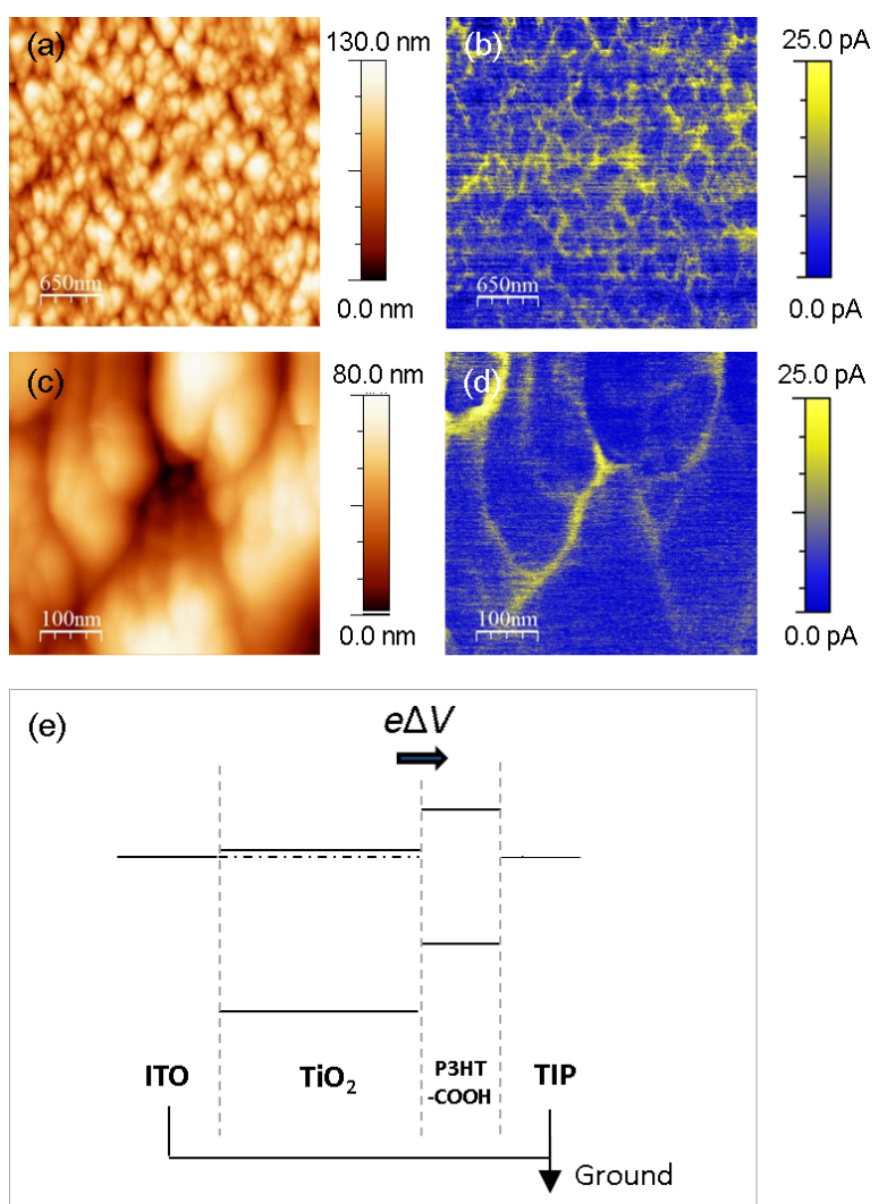 (a)
130.0 nm
650nm
0.0 nm
(b)
25.0 pA
650nm
0.0 pA
(c)
80.0 nm
100nm
0.0 nm
(d)
25.0 pA
100nm
0.0 pA
(e)
eΔV
ITO
TiO₂
P3HT
-COOH
TIP
Ground